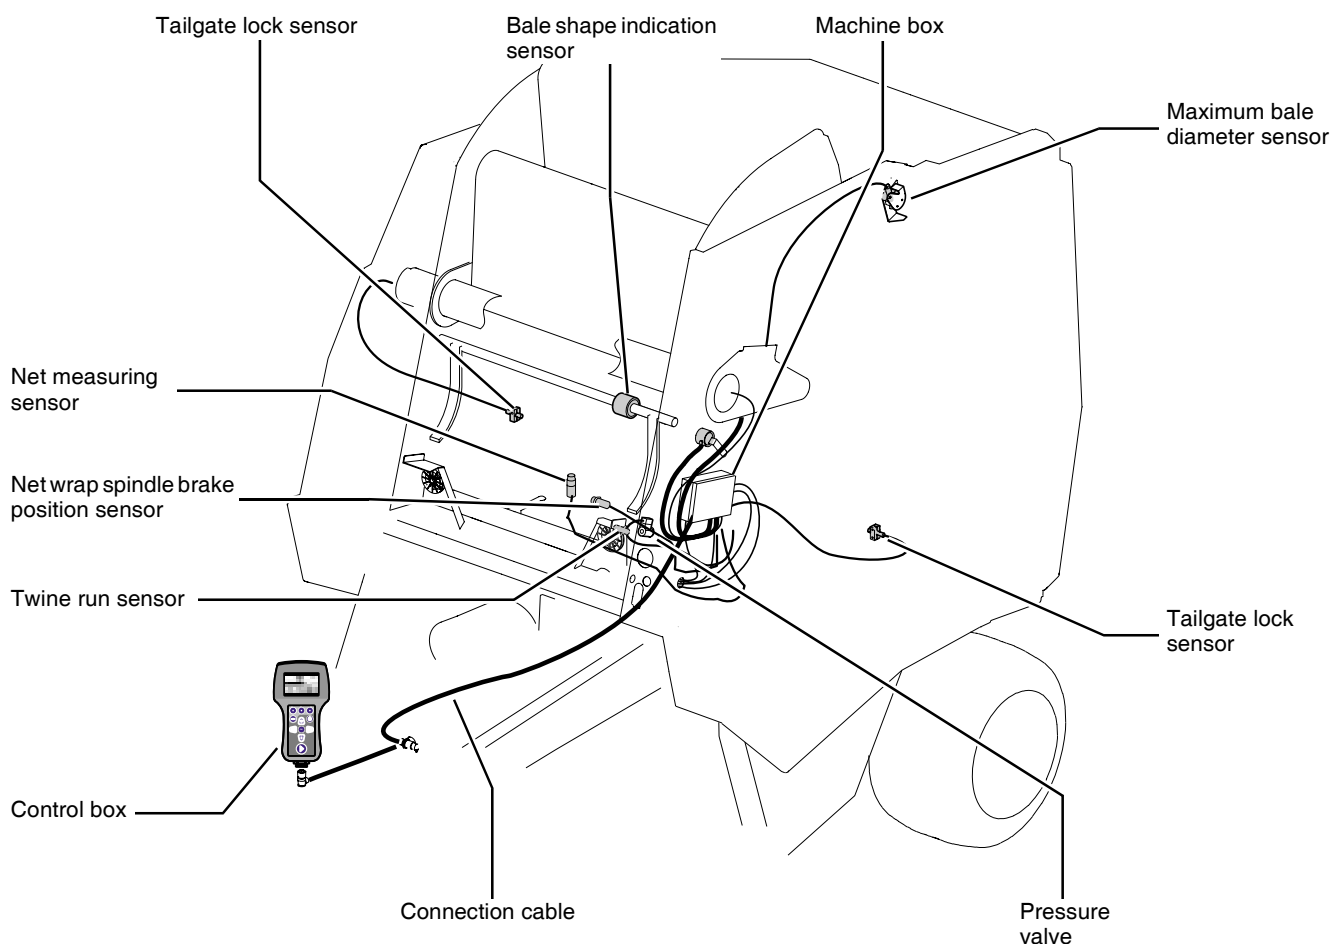 Tailgate lock sensor
Bale shape indication
sensor
Machine box
Maximum bale
diameter sensor
Net measuring
sensor
Net wrap spindle brake
position sensor
Twine run sensor
Tailgate lock
sensor
Control box
Connection cable
Pressure
valve